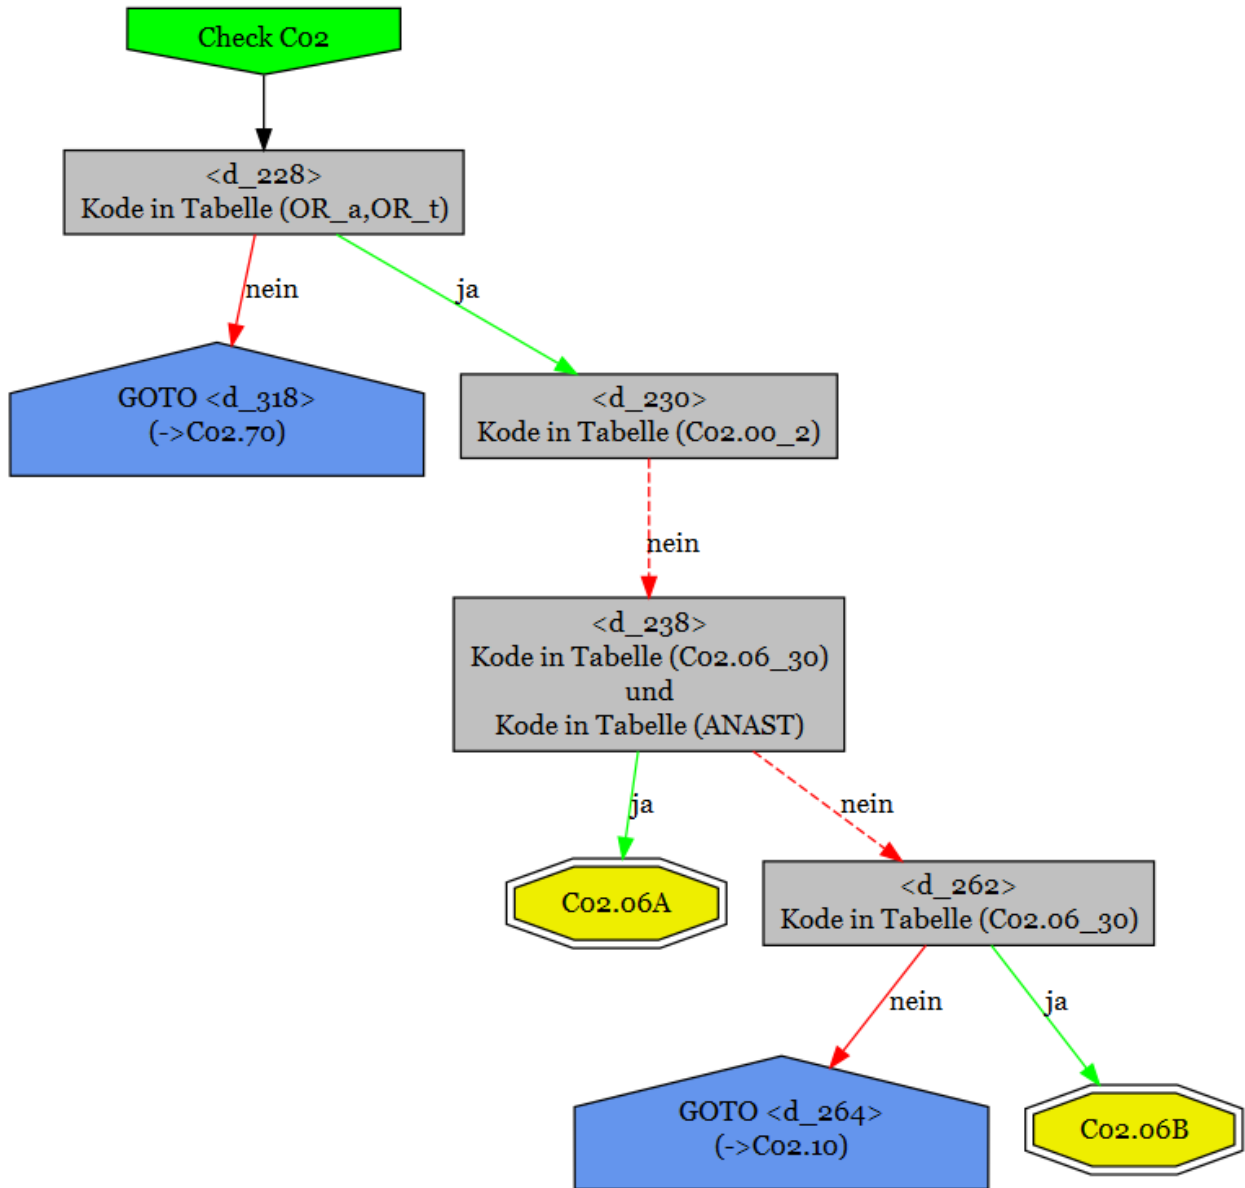 Check C02
<d_228>
Kode in Tabelle (OR_a,OR_t)
nein
ja
GOTO <d_318>
(->C02.70)
<d_230>
Kode in Tabelle (C02.00_2)
nein
<d_238>
Kode in Tabelle (C02.06_30)
und
Kode in Tabelle (ANAST)
ja
nein
C02.06A
<d_262>
Kode in Tabelle (C02.06_30)
nein
ja
GOTO <d_264>
(->C02.10)
C02.06B